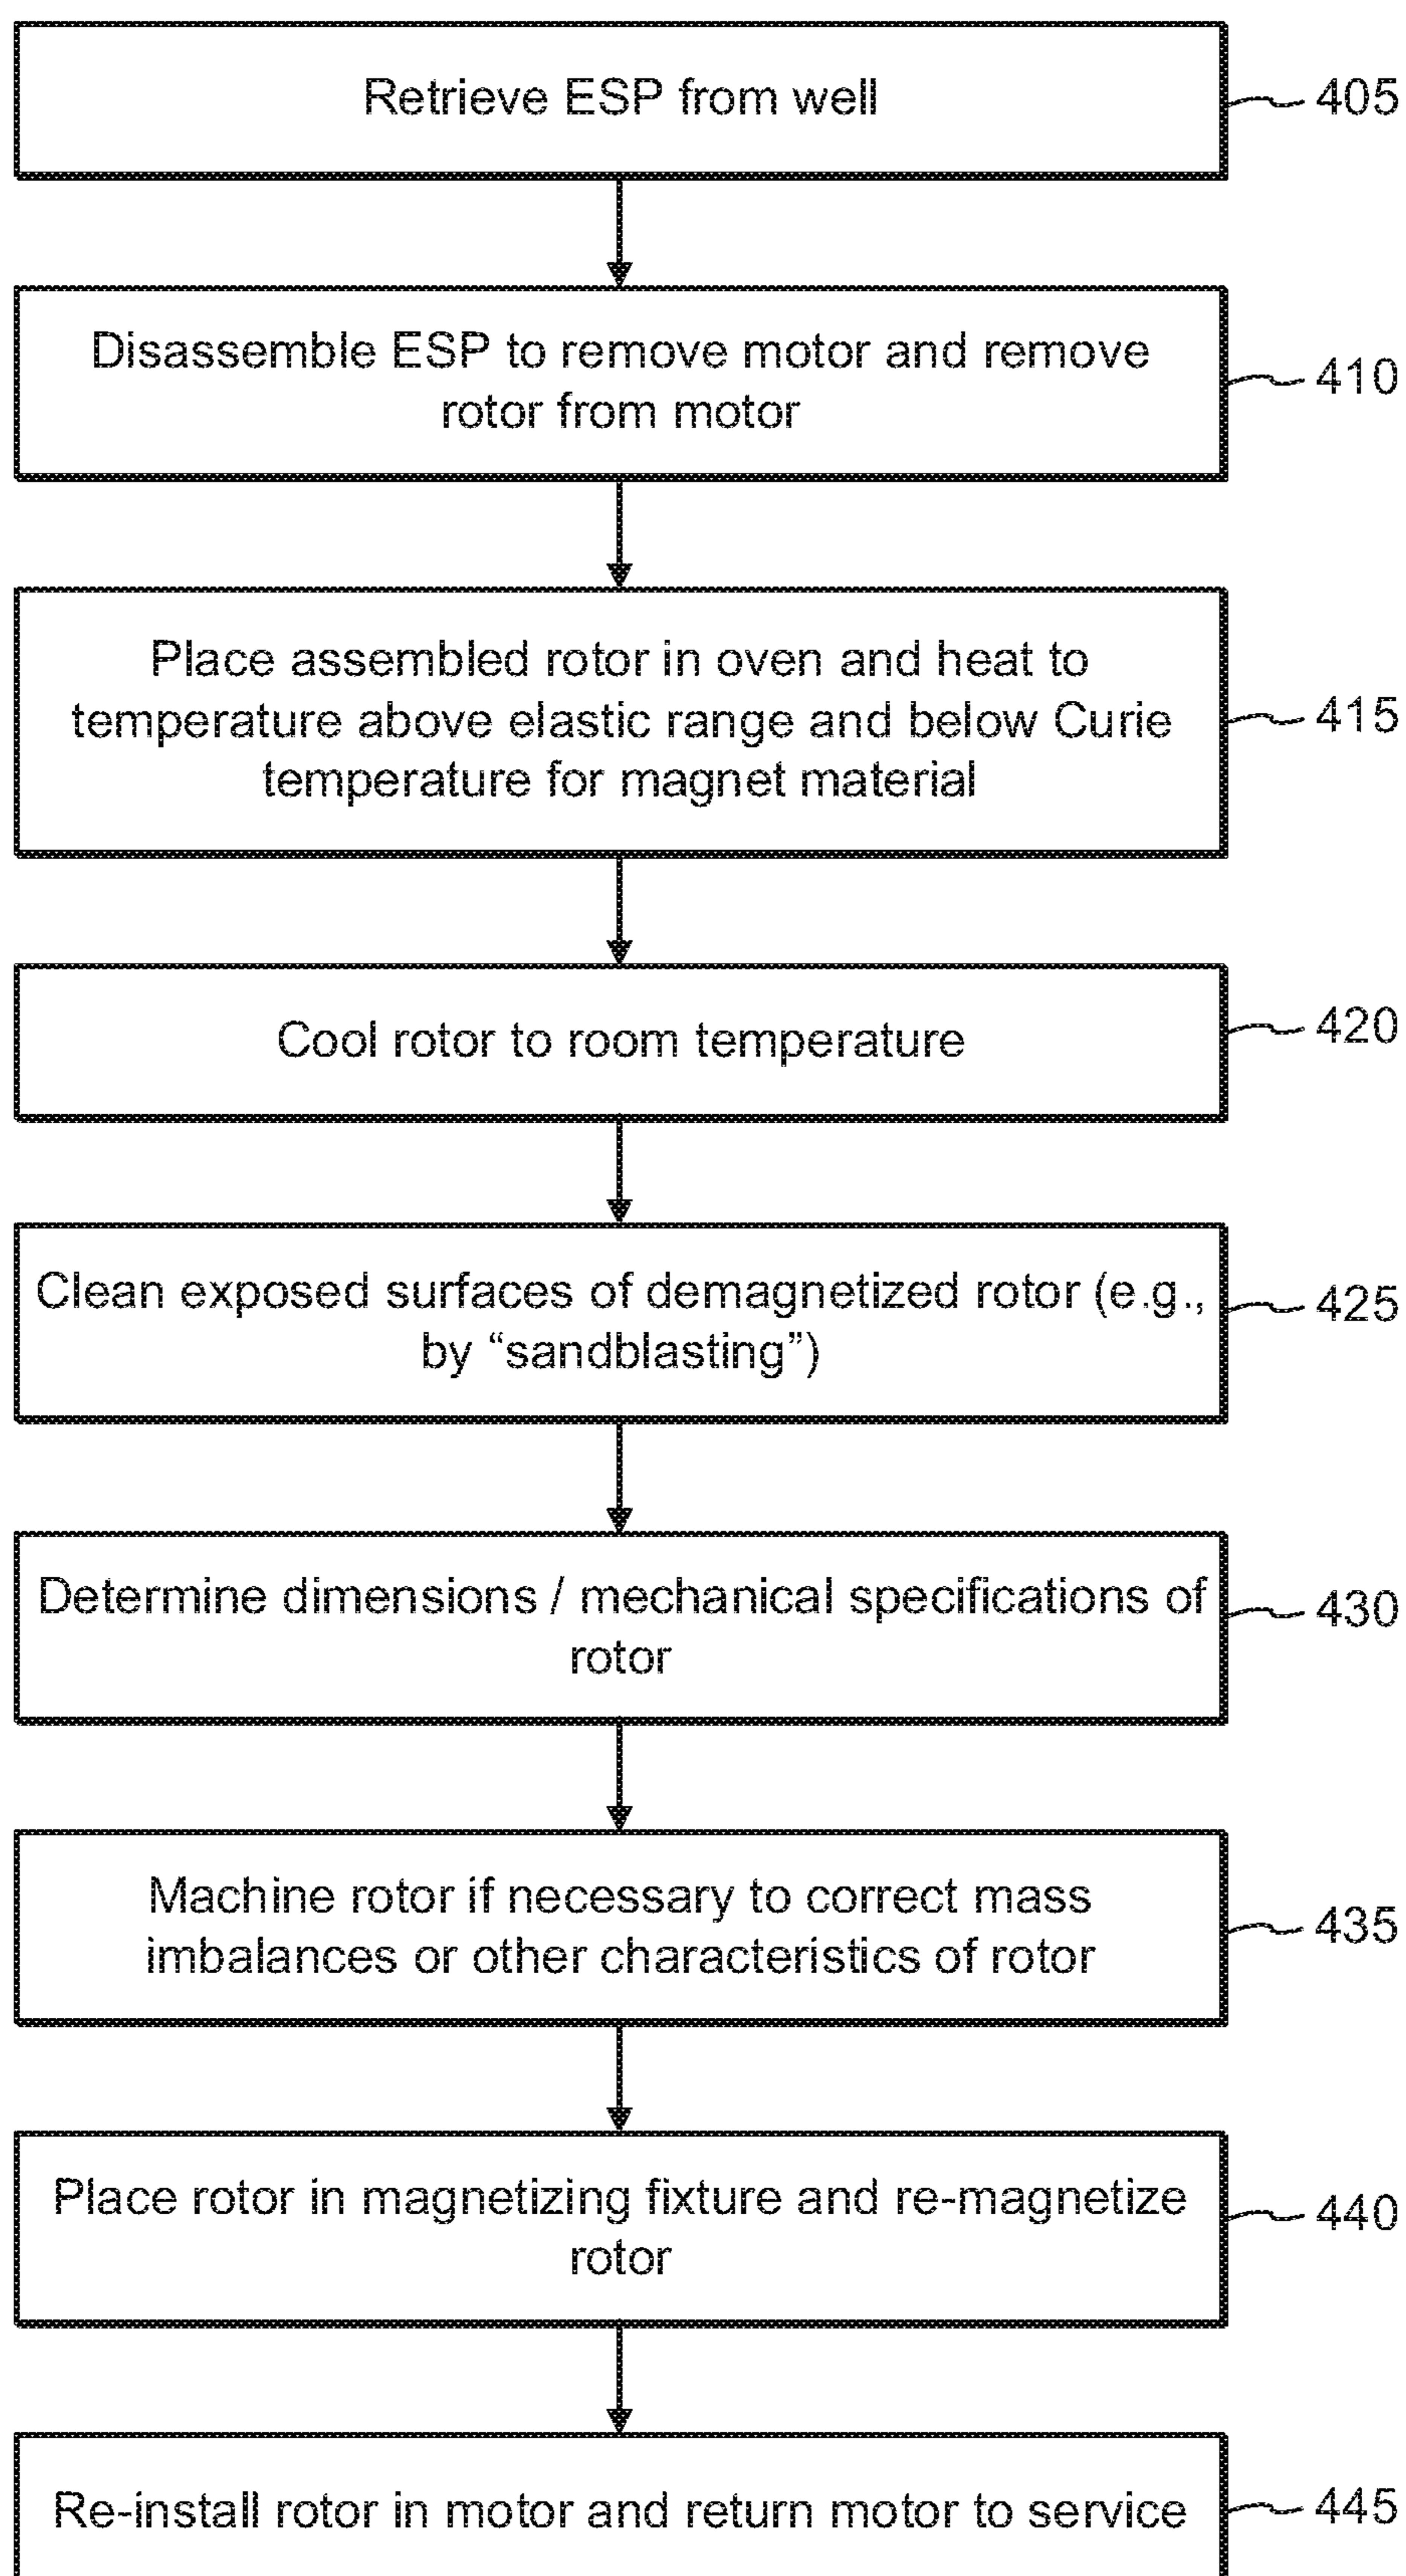 Retrieve ESP from well
405
Disassemble ESP to remove motor and remove
rotor from motor
410
Place assembled rotor in oven and heat to
temperature above elastic range and below Curie
temperature for magnet material
415
Cool rotor to room temperature
420
Clean exposed surfaces of demagnetized rotor (e.g.,
by “sandblasting”)
425
Determine dimensions / mechanical specifications of
rotor
430
Machine rotor if necessary to correct mass
imbalances or other characteristics of rotor
435
Place rotor in magnetizing fixture and re-magnetize
rotor
440
Re-install rotor in motor and return motor to service
445